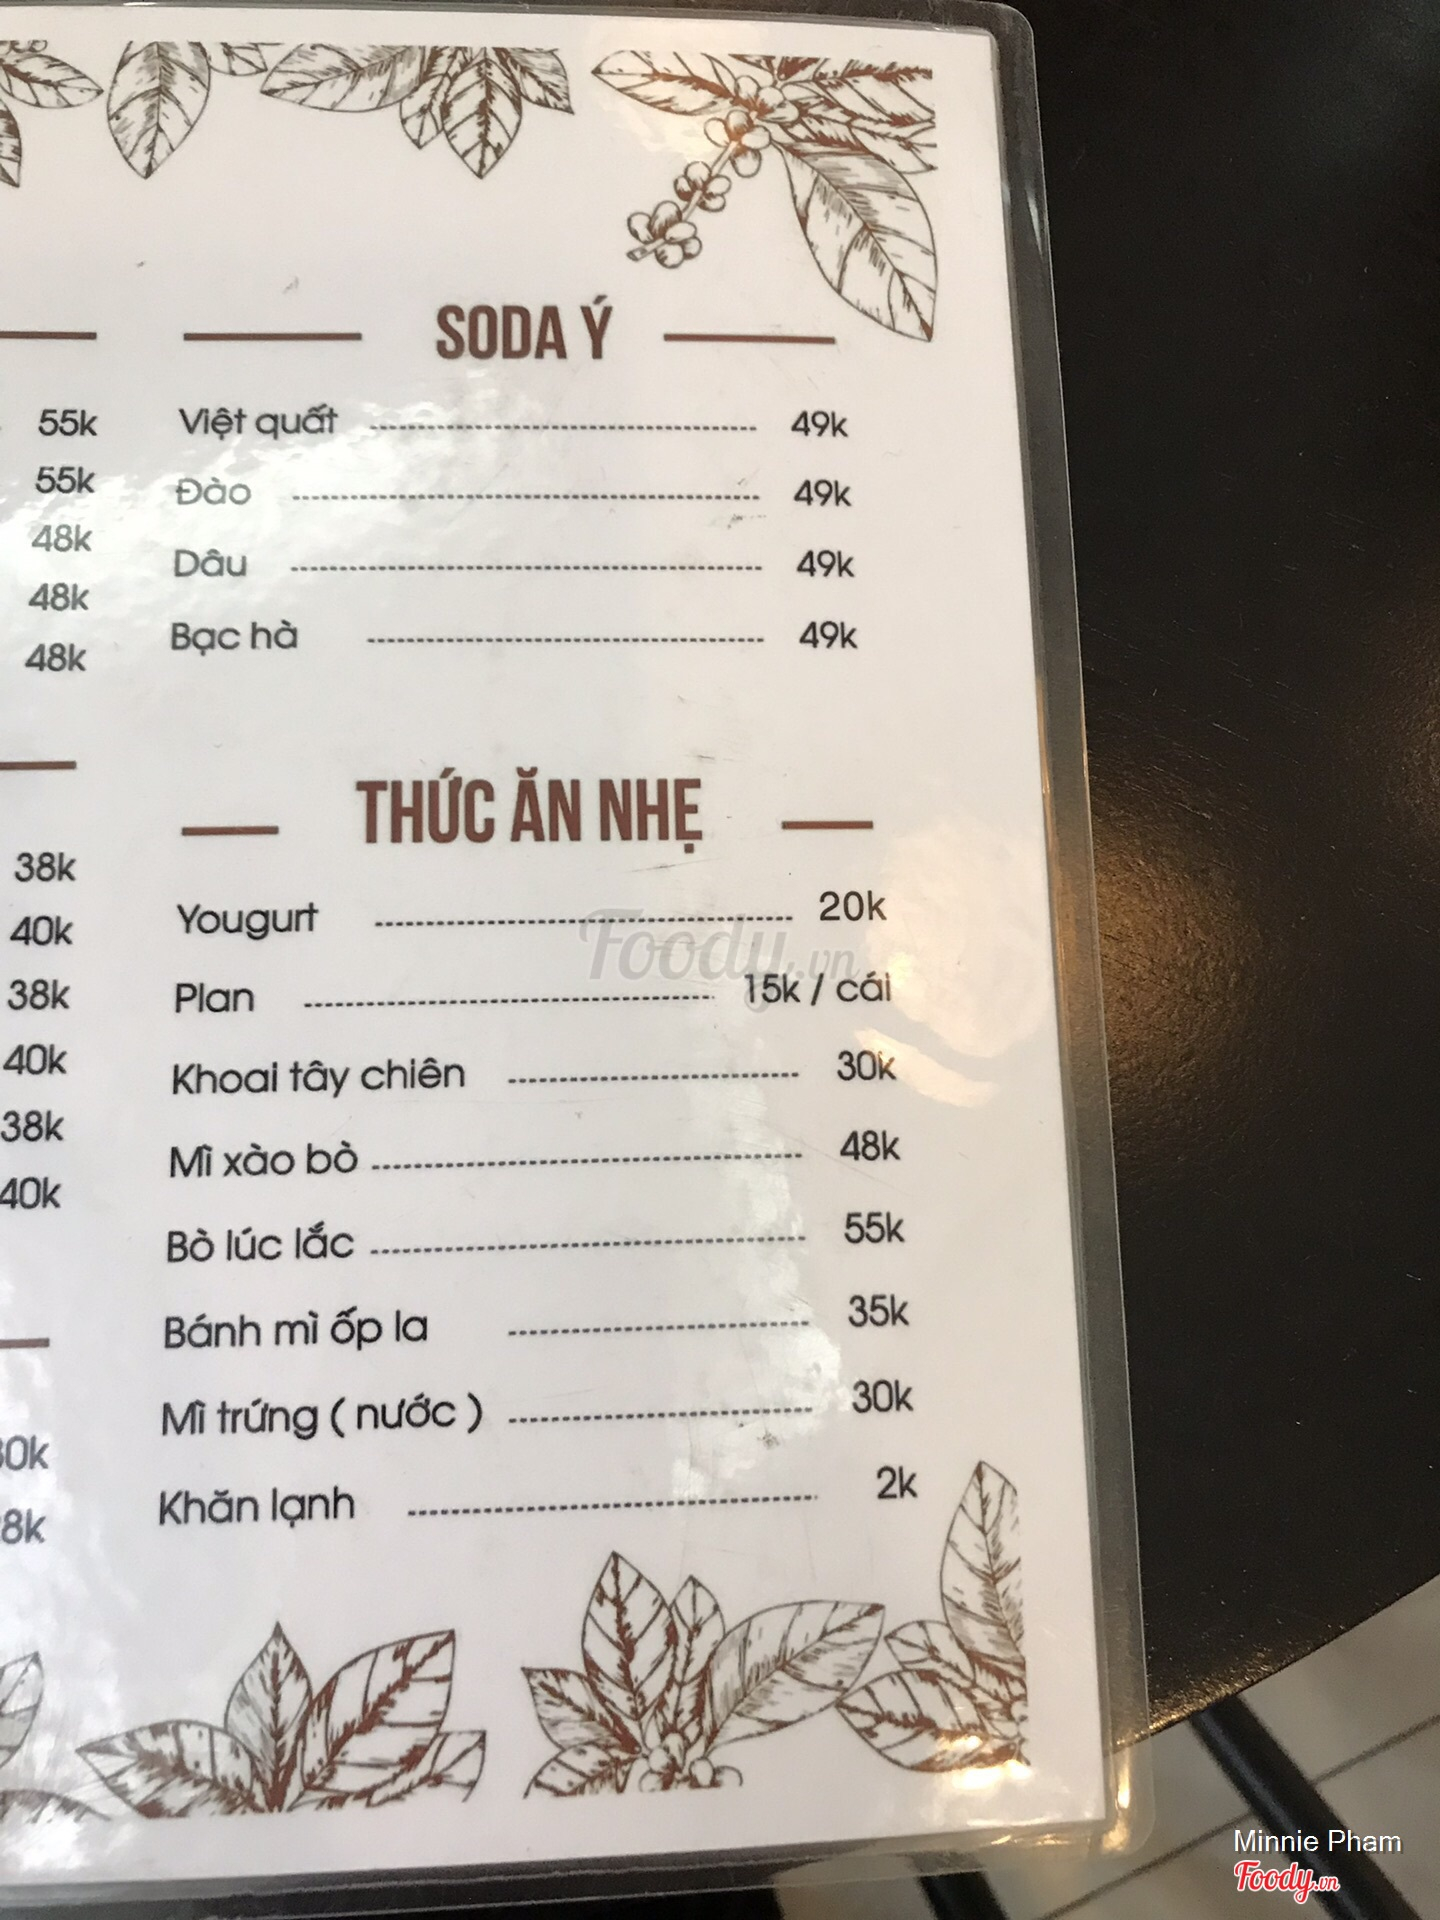 SODA Ý
55k
55k
48k
48k
48k
Việt quất 49k
Đào 49k
Dâu 49k
Bạc hà 49k
THỨC ĂN NHẸ
38k
40k
38k
40k
38k
40k
Yougurt 20k
Plan 15k / cái
Khoai tây chiên 30k
Mì xào bò 48k
Bò lúc lắc 55k
Bánh mì ốp la 35k
Mì trứng ( nước ) 30k
Khăn lạnh 2k
Foody.vn
Minnie Pham
Foody.vn